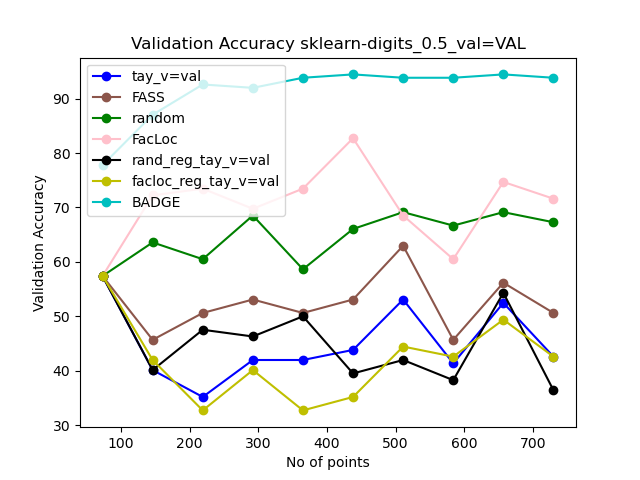 Validation Accuracy sklearn-digits_0.5_val=VAL
tay_v=val
FASS
random
FacLoc
rand_reg_tay_v=val
facloc_reg_tay_v=val
BADGE
Validation Accuracy
90
80
70
60
50
40
30
100 200 300 400 500 600 700
No of points